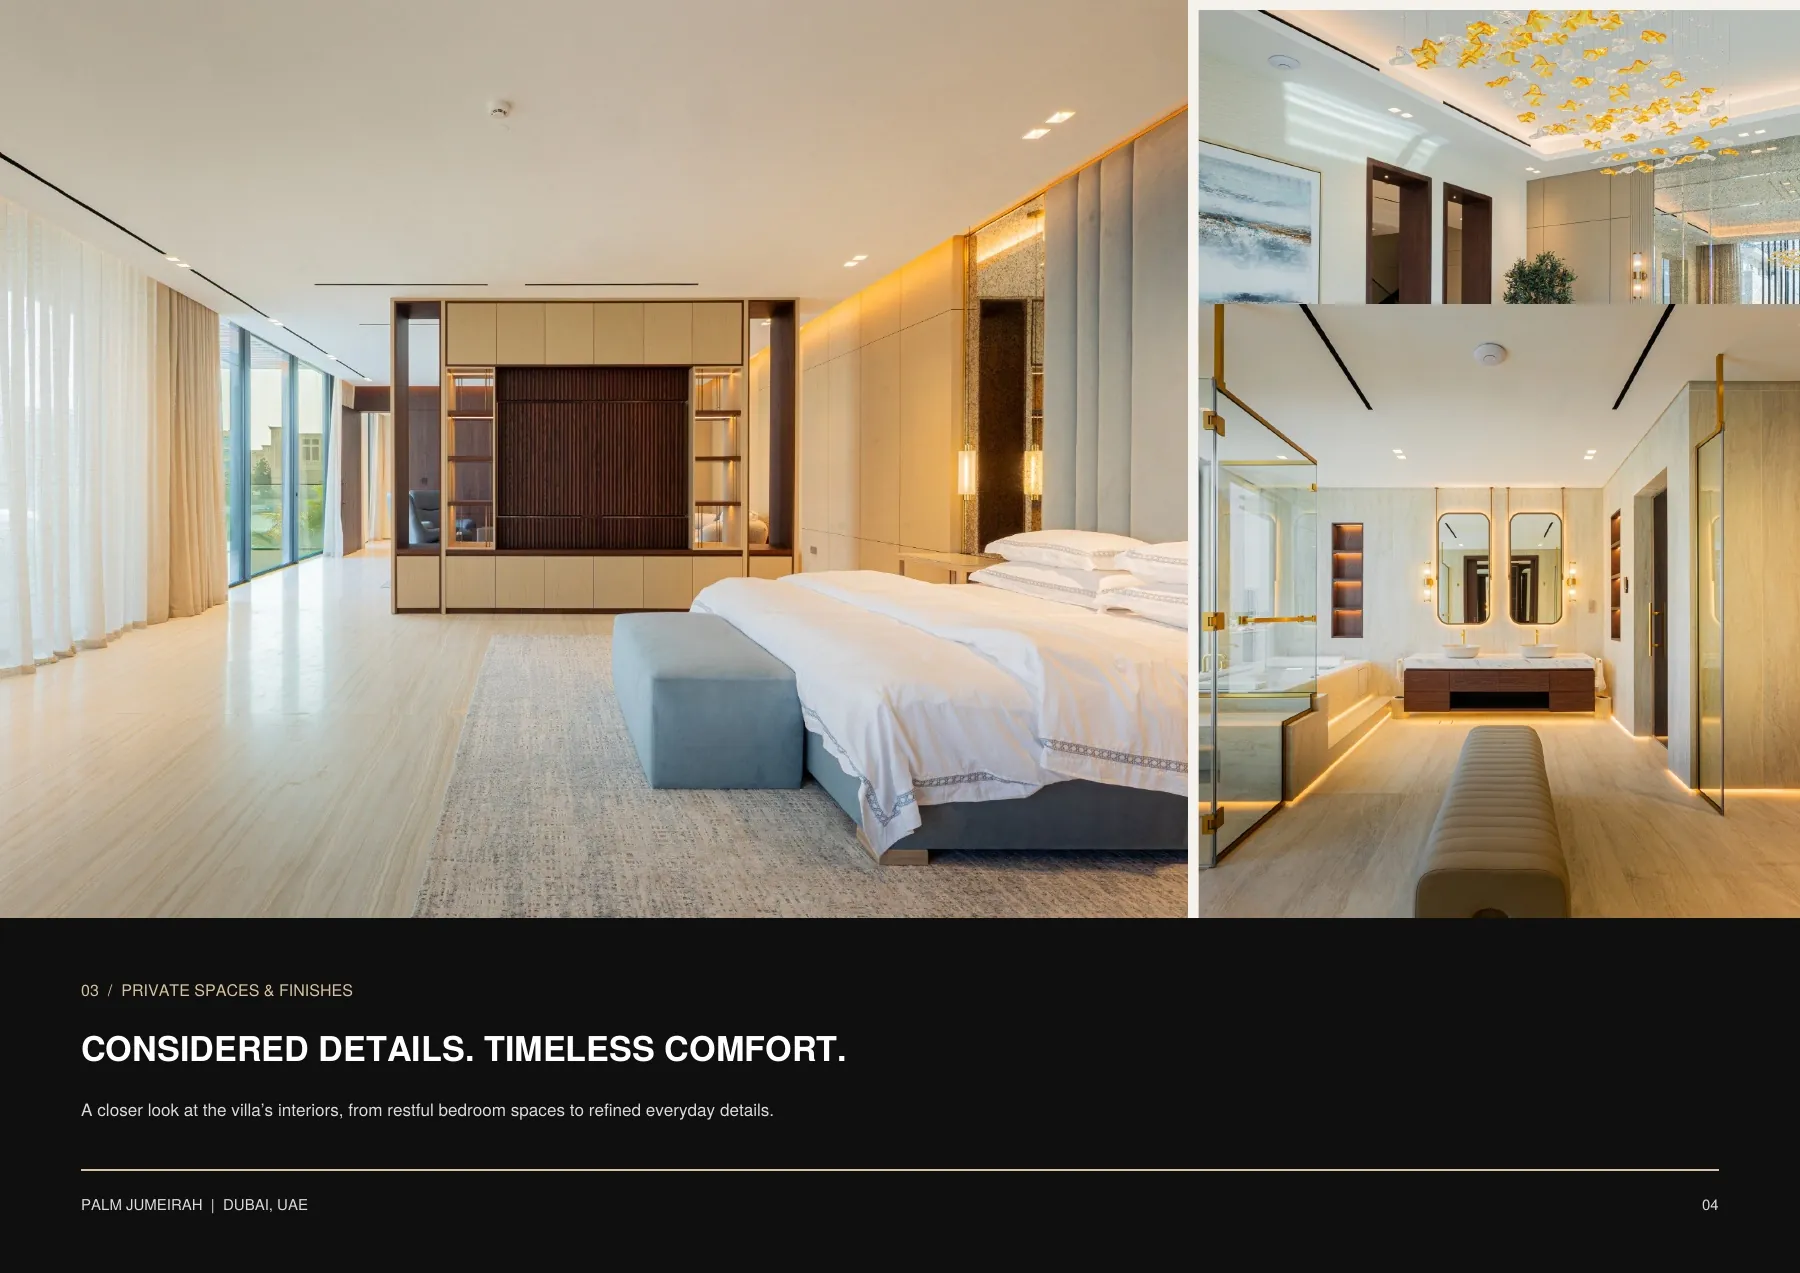 03 / PRIVATE SPACES & FINISHES
CONSIDERED DETAILS. TIMELESS COMFORT.
A closer look at the villa’s interiors, from restful bedroom spaces to refined everyday details.
PALM JUMEIRAH | DUBAI, UAE
04